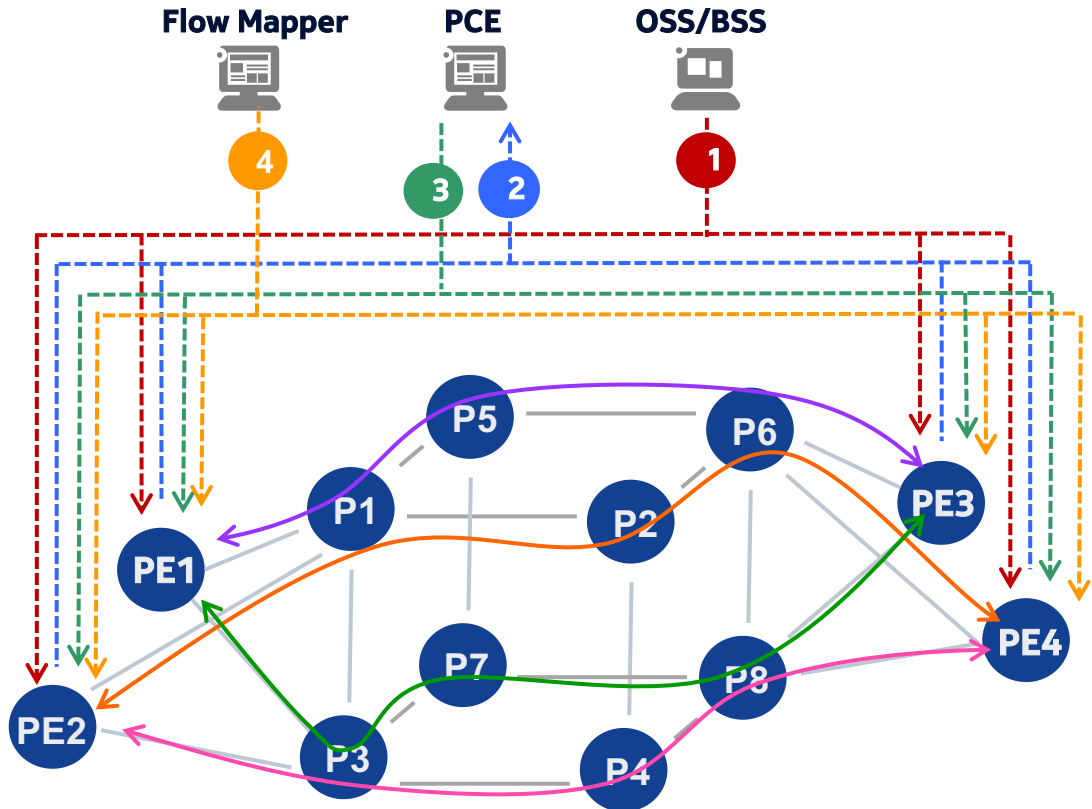 Flow Mapper
PCE
OSS/BSS
4
3
2
1
P5
P6
P1
P2
PE3
PE1
PE4
P7
P8
PE2
P3
P4